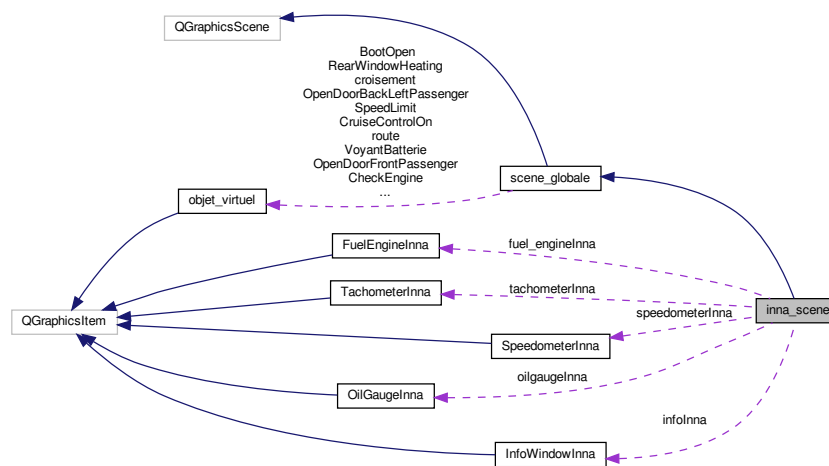 QGraphicsScene
BootOpen
RearWindowHeating
croisement
OpenDoorBackLeftPassenger
SpeedLimit
CruiseControlOn
route
VoyantBatterie
OpenDoorFrontPassenger
CheckEngine
...
scene_globale
objet_virtuel
FuelEngineInna
fuel_engineInna
TachometerInna
tachometerInna
inna_scene
QGraphicsItem
speedometerInna
SpeedometerInna
oilgaugeInna
OilGaugeInna
infoInna
InfoWindowInna